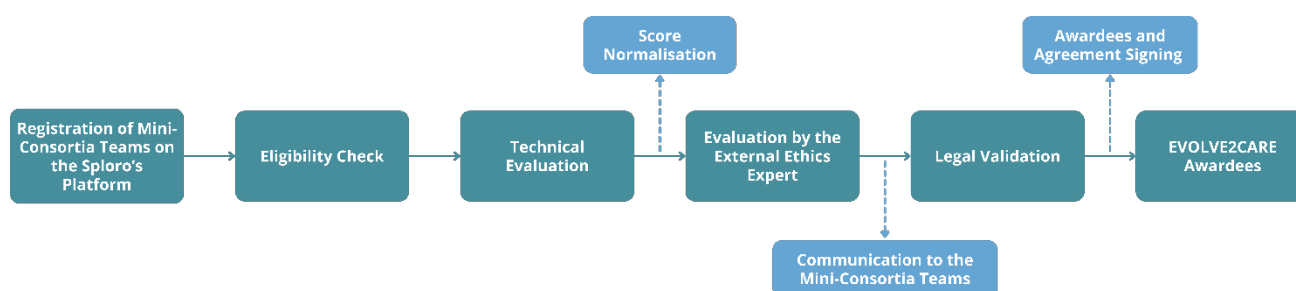 Score
Normalisation
Awardees and
Agreement Signing
Registration of Mini-
Consortia Teams on
the Sploro's
Platform
Eligibility Check
Technical
Evaluation
Evaluation by the
External Ethics
Expert
Legal Validation
EVOLVE2CARE
Awardees
Communication to the
Mini-Consortia Teams